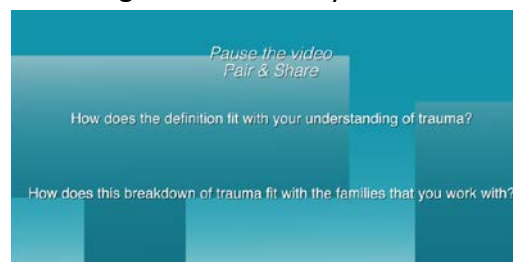 Pause the video
Pair & Share
How does the definition fit with your understanding of trauma?
How does this breakdown of trauma fit with the families that you work with?